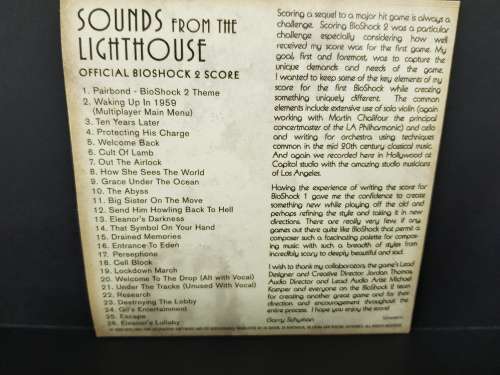 SOUNDS FROM THE
LIGHTHOUSE
OFFICIAL BIOSHOCK 2 SCORE
1. Pairbond - BioShock 2 Theme
2. Waking Up In 1959
(Multiplayer Main Menu)
3. Ten Years Later
4. Protecting His Charge
5. Welcome Back
6. Cult Of Lamb
7. Out The Airlock
8. How She Sees The World
9. Grace Under The Ocean
10. The Abyss
11. Big Sister On The Move
12. Send Him Howling Back To Hell
13. Eleanor's Darkness
14. That Symbol On Your Hand
15. Drained Memories
16. Entrance To Eden
17. Persephone
18. Cell Block
19. Lockdown March
20. Welcome To The Drop (Alt with Vocal)
21. Under The Tracks (Unused With Vocal)
22. Research
23. Destroying The Lobby
24. Gil's Entertainment
25. Escape
26. Eleanor's Lullaby
Scoring a sequel to a major hit game is always a
challenge. Scoring BioShock 2 was a particular
challenge especially considering how well
received my score was for the first game. My
goal, first and foremost, was to capture the
unique demands and needs of the game.
I wanted to keep some of the key elements of my
score for the first BioShock while creating
something uniquely different. The common
elements include extensive use of solo violin (again
working with Martin Chalifour the principal
concertmaster of the LA Philharmonic) and cello
and writing for orchestra using techniques
common in the mid 20th century classical music.
And again we recorded here in Hollywood at
Capitol studio with the amazing studio musicians
of Los Angeles.
Having the experience of writing the score for
BioShock 1 gave me the confidence to create
something new while playing off the old and
perhaps refining the style and taking it in new
directions. There are really very few, if any,
games out there quite like BioShock that permit a
composer such a fascinating palette for compos-
ing music with such a breadth of styles from
incredibly scary to deeply beautiful and sad.
I wish to thank my collaborators: the game's Lead
Designer and Creative Director Jordan Thomas,
Audio Director and Lead Audio Artist Michael
Kamper and everyone on the BioShock 2 team
for creating another great game and for their
direction and encouragement throughout the
entire process. I hope you enjoy the score!
Garry Schyman